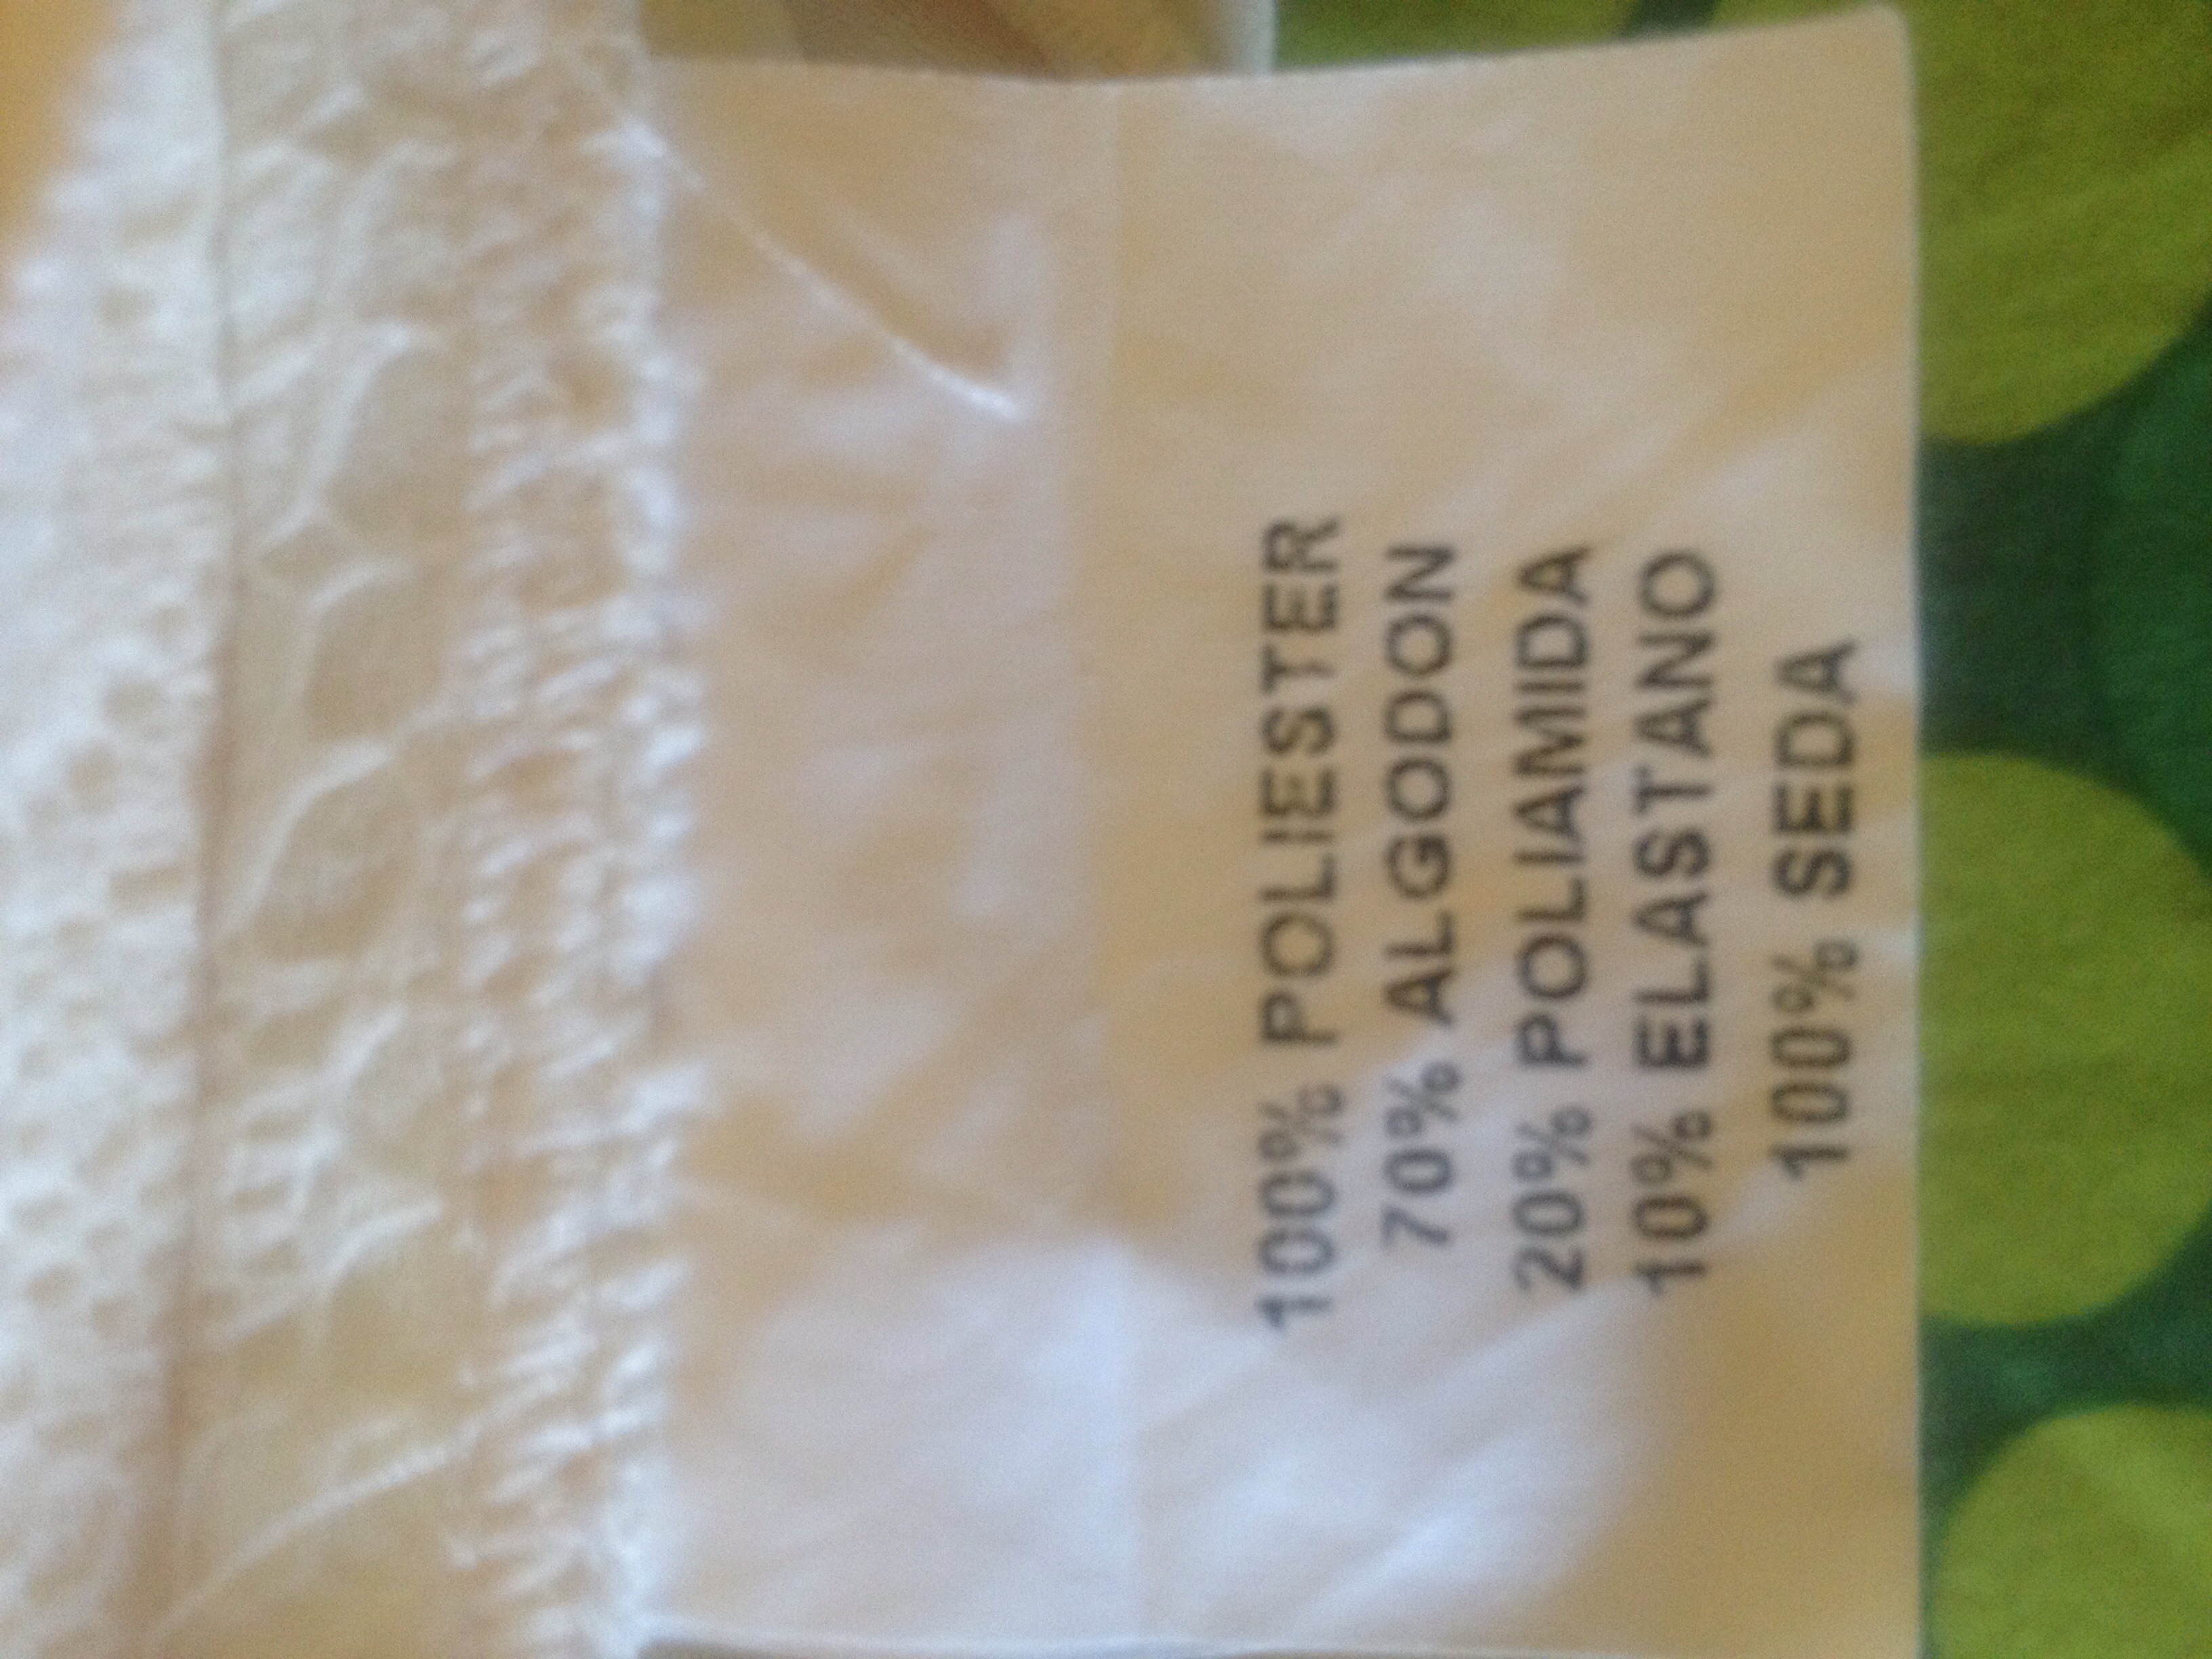 100% POLIESTER
70% ALGODON
20% POLIAMIDA
10% ELASTANO
100% SEDA